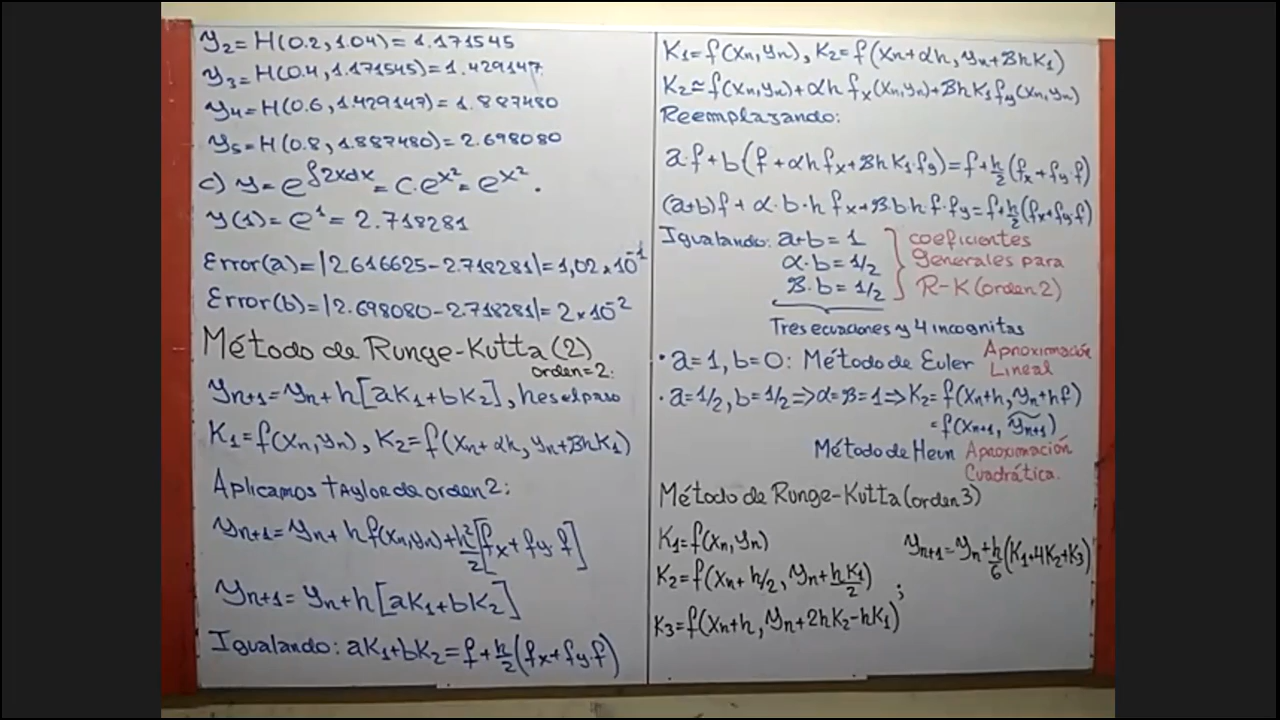 y₂ = H(0.2, 1.04) = 1.171545
y₃ = H(0.4, 1.171545) = 1.429147
y₄ = H(0.6, 1.429147) = 1.887480
y₅ = H(0.8, 1.887480) = 2.698080
c) y = e^∫2xdx = c.e^x² = e^x².
y(1) = e¹ = 2.718281
Error(a) = |2.616625 - 2.718281| = 1,02 x 10⁻¹
Error(b) = |2.698080 - 2.718281| = 2 x 10⁻²
Método de Runge-Kutta (2)
orden=2:
yₙ₊₁ = yₙ + h[aK₁ + bK₂], h es el paso
K₁ = f(xₙ, yₙ), K₂ = f(xₙ + αh, yₙ + βhK₁)
Aplicamos Taylor de orden 2:
yₙ₊₁ = yₙ + h f(xₙ, yₙ) + h²/2 [fx + fy.f]
yₙ₊₁ = yₙ + h[aK₁ + bK₂]
Igualando: aK₁ + bK₂ = f + h/2 (fx + fy.f)
K₁ = f(xₙ, yₙ), K₂ = f(xₙ + αh, yₙ + βhK₁)
K₂ ≃ f(xₙ, yₙ) + αh fx(xₙ, yₙ) + βhK₁ fy(xₙ, yₙ)
Reemplazando:
a.f + b(f + αh fx + βhK₁.fy) = f + h/2 (fx + fy.f)
(a+b)f + α.b.h fx + β.b.h.f.fy = f + h/2 (fx + fy.f)
Igualando: a+b = 1
α.b = 1/2
β.b = 1/2
coeficientes
generales para
R-K (orden 2)
Tres ecuaciones y 4 incognitas
• a=1, b=0: Método de Euler
Aproximación
Lineal
• a=1/2, b=1/2 => α=β=1 => K₂ = f(xₙ+h, yₙ+hf)
= f(xₙ₊₁, ỹₙ₊₁)
Método de Heun
Aproximación
Cuadrática.
Método de Runge-Kutta (orden 3)
K₁ = f(xₙ, yₙ)
K₂ = f(xₙ + h/2, yₙ + hK₁/2)
K₃ = f(xₙ+h, yₙ + 2hK₂ - hK₁)
;
yₙ₊₁ = yₙ + h/6 (K₁ + 4K₂ + K₃)